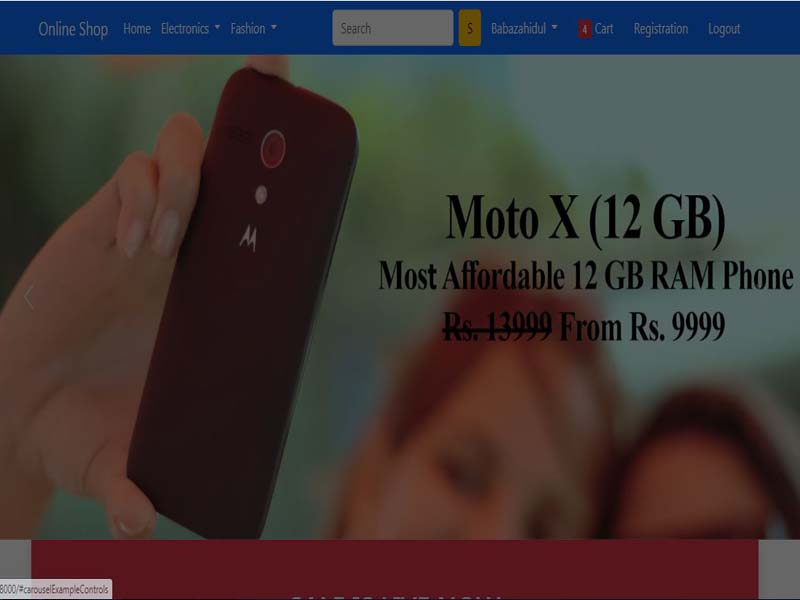 Online Shop Home Electronics Fashion Search S Babazahidul 4 Cart Registration Logout
Moto X (12 GB)
Most Affordable 12 GB RAM Phone
Rs. 13999 From Rs. 9999
8000/#carouselExampleControls